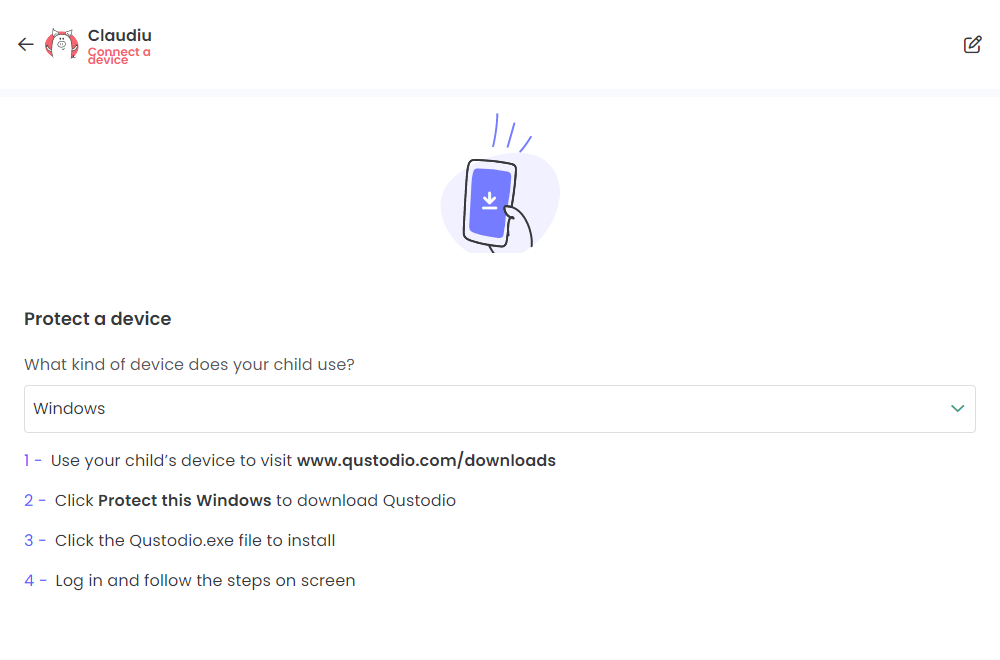 Claudiu
Connect a
device
Protect a device
What kind of device does your child use?
Windows
1 - Use your child’s device to visit www.qustodio.com/downloads
2 - Click Protect this Windows to download Qustodio
3 - Click the Qustodio.exe file to install
4 - Log in and follow the steps on screen